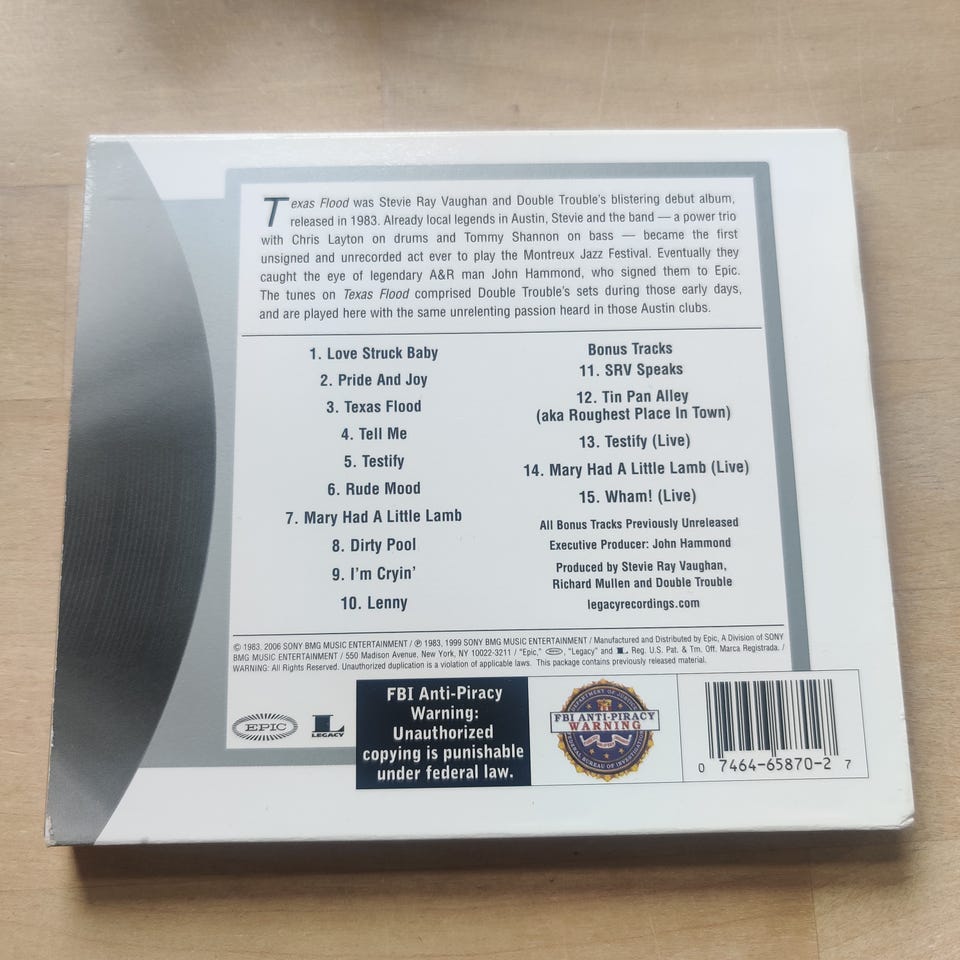 Texas Flood was Stevie Ray Vaughan and Double Trouble's blistering debut album,
released in 1983. Already local legends in Austin, Stevie and the band — a power trio
with Chris Layton on drums and Tommy Shannon on bass — became the first
unsigned and unrecorded act ever to play the Montreux Jazz Festival. Eventually they
caught the eye of legendary A&R man John Hammond, who signed them to Epic.
The tunes on Texas Flood comprised Double Trouble's sets during those early days,
and are played here with the same unrelenting passion heard in those Austin clubs.
1. Love Struck Baby
2. Pride And Joy
3. Texas Flood
4. Tell Me
5. Testify
6. Rude Mood
7. Mary Had A Little Lamb
8. Dirty Pool
9. I'm Cryin'
10. Lenny
Bonus Tracks
11. SRV Speaks
12. Tin Pan Alley
(aka Roughest Place In Town)
13. Testify (Live)
14. Mary Had A Little Lamb (Live)
15. Wham! (Live)
All Bonus Tracks Previously Unreleased
Executive Producer: John Hammond
Produced by Stevie Ray Vaughan,
Richard Mullen and Double Trouble
legacyrecordings.com
© 1983, 2006 SONY BMG MUSIC ENTERTAINMENT / ℗ 1983, 1999 SONY BMG MUSIC ENTERTAINMENT / Manufactured and Distributed by Epic, A Division of SONY
BMG MUSIC ENTERTAINMENT / 550 Madison Avenue, New York, NY 10022-3211 / "Epic," EPIC, "Legacy" and L Reg. U.S. Pat. & Tm. Off. Marca Registrada. /
WARNING: All Rights Reserved. Unauthorized duplication is a violation of applicable laws. This package contains previously released material.
EPIC
L
LEGACY
FBI Anti-Piracy
Warning:
Unauthorized
copying is punishable
under federal law.
DEPARTMENT OF JUSTICE
FBI ANTI-PIRACY
WARNING
FEDERAL BUREAU OF INVESTIGATION
0 7464-65870-2 7